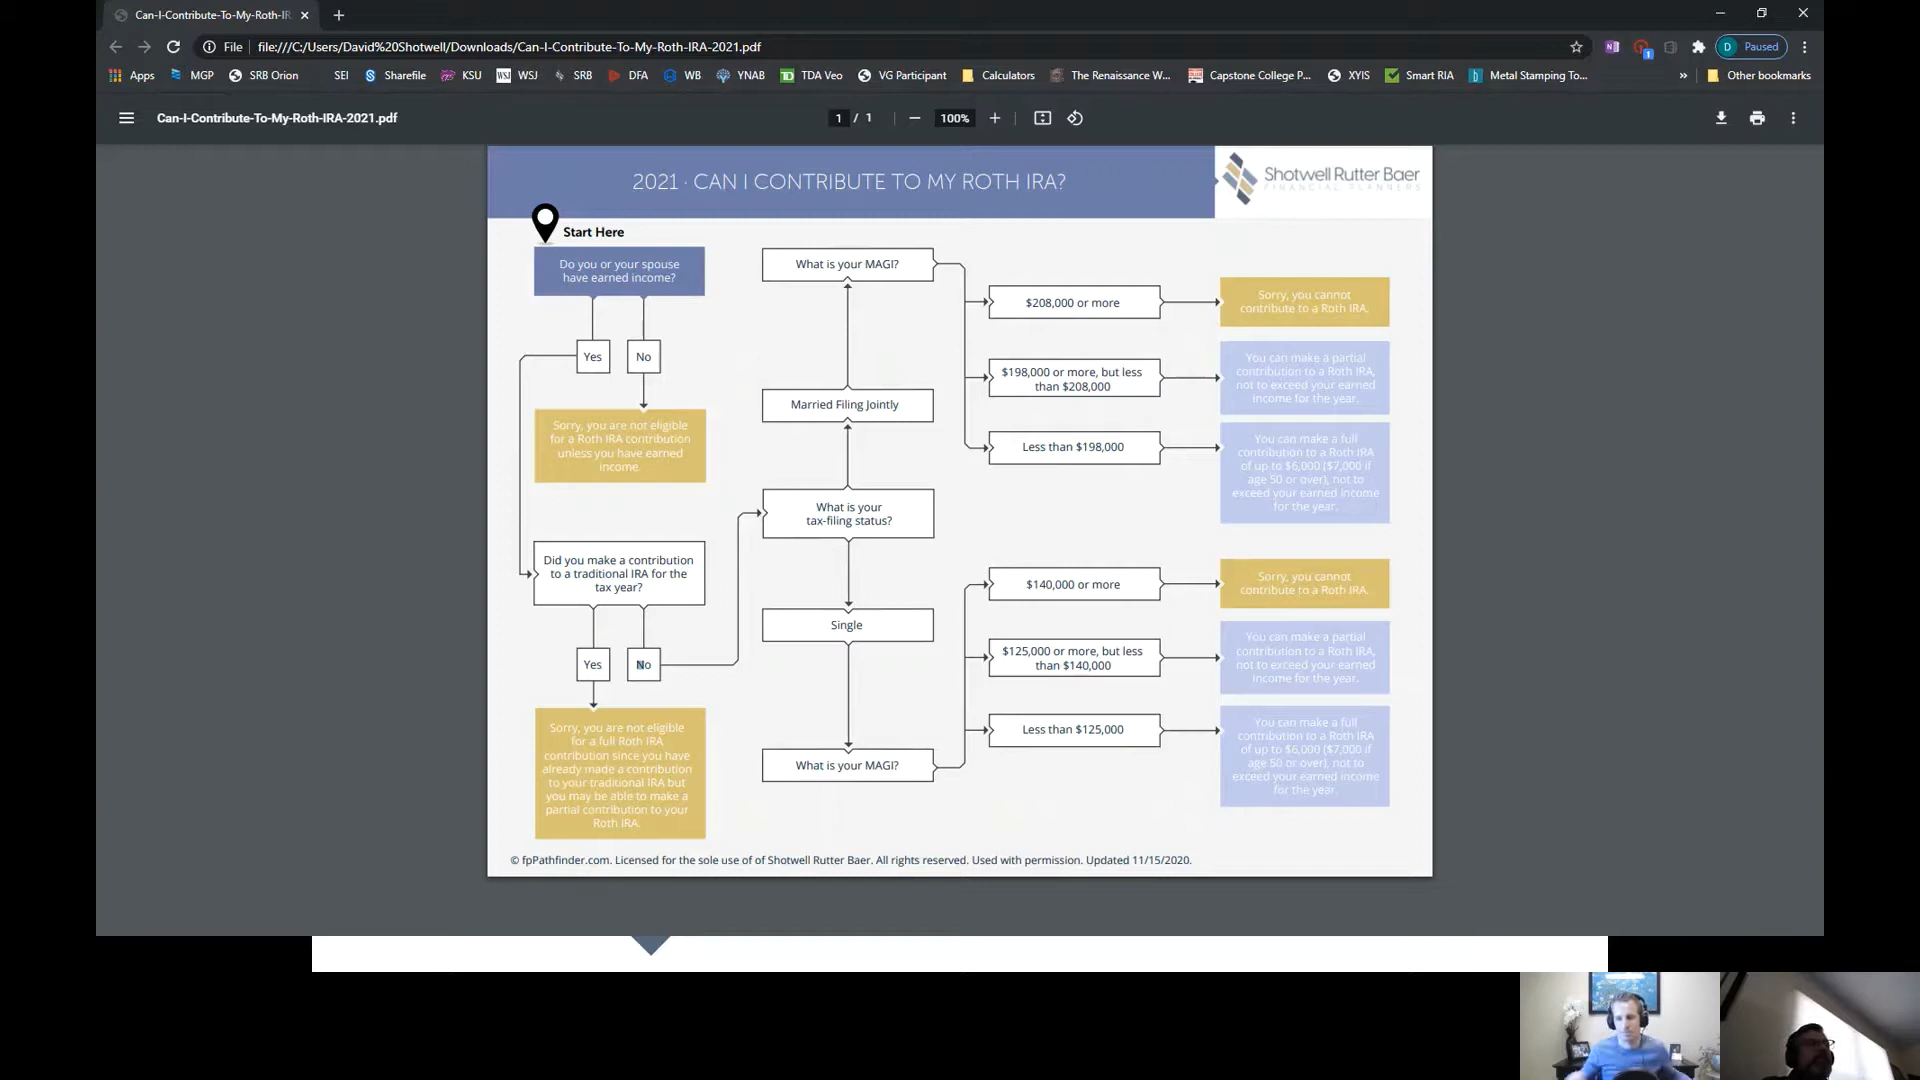 Can-I-Contribute-To-My-Roth-IR
File
file:///C:/Users/David%20Shotwell/Downloads/Can-I-Contribute-To-My-Roth-IRA-2021.pdf
D Paused
1
Apps MGP SRB Orion SEI Sharefile KSU WSJ WSJ SRB DFA WB YNAB TD TDA Veo VG Participant Calculators The Renaissance W... Capstone College P... XYIS Smart RIA Metal Stamping To... » Other bookmarks
Can-I-Contribute-To-My-Roth-IRA-2021.pdf
1 / 1
100%
2021 · CAN I CONTRIBUTE TO MY ROTH IRA?
Shotwell Rutter Baer
FINANCIAL PLANNERS
Start Here
Do you or your spouse
have earned income?
Yes
No
Sorry, you are not eligible
for a Roth IRA contribution
unless you have earned
income.
Did you make a contribution
to a traditional IRA for the
tax year?
Yes
No
Sorry, you are not eligible
for a full Roth IRA
contribution since you have
already made a contribution
to your traditional IRA but
you may be able to make a
partial contribution to your
Roth IRA.
What is your MAGI?
Married Filing Jointly
What is your
tax-filing status?
Single
What is your MAGI?
$208,000 or more
$198,000 or more, but less
than $208,000
Less than $198,000
$140,000 or more
$125,000 or more, but less
than $140,000
Less than $125,000
Sorry, you cannot
contribute to a Roth IRA.
You can make a partial
contribution to a Roth IRA,
not to exceed your earned
income for the year.
You can make a full
contribution to a Roth IRA
of up to $6,000 ($7,000 if
age 50 or over), not to
exceed your earned income
for the year.
Sorry, you cannot
contribute to a Roth IRA.
You can make a partial
contribution to a Roth IRA,
not to exceed your earned
income for the year.
You can make a full
contribution to a Roth IRA
of up to $6,000 ($7,000 if
age 50 or over), not to
exceed your earned income
for the year.
© fpPathfinder.com. Licensed for the sole use of of Shotwell Rutter Baer. All rights reserved. Used with permission. Updated 11/15/2020.